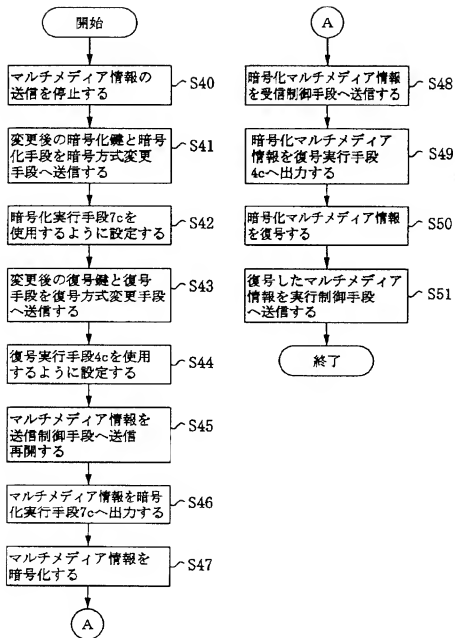 開始
マルチメディア情報の
送信を停止する
S40
変更後の暗号化鍵と暗号
化手段を暗号方式変更
手段へ送信する
S41
暗号化実行手段7cを
使用するように設定する
S42
変更後の復号鍵と復号
手段を復号方式変更手段
へ送信する
S43
復号実行手段4cを使用
するように設定する
S44
マルチメディア情報を
送信制御手段へ送信
再開する
S45
マルチメディア情報を暗号
化実行手段7cへ出力する
S46
マルチメディア情報を
暗号化する
S47
A
A
暗号化マルチメディア情報
を受信制御手段へ送信する
S48
暗号化マルチメディア
情報を復号実行手段
4cへ出力する
S49
暗号化マルチメディア情報
を復号する
S50
復号したマルチメディア
情報を実行制御手段
へ送信する
S51
終了